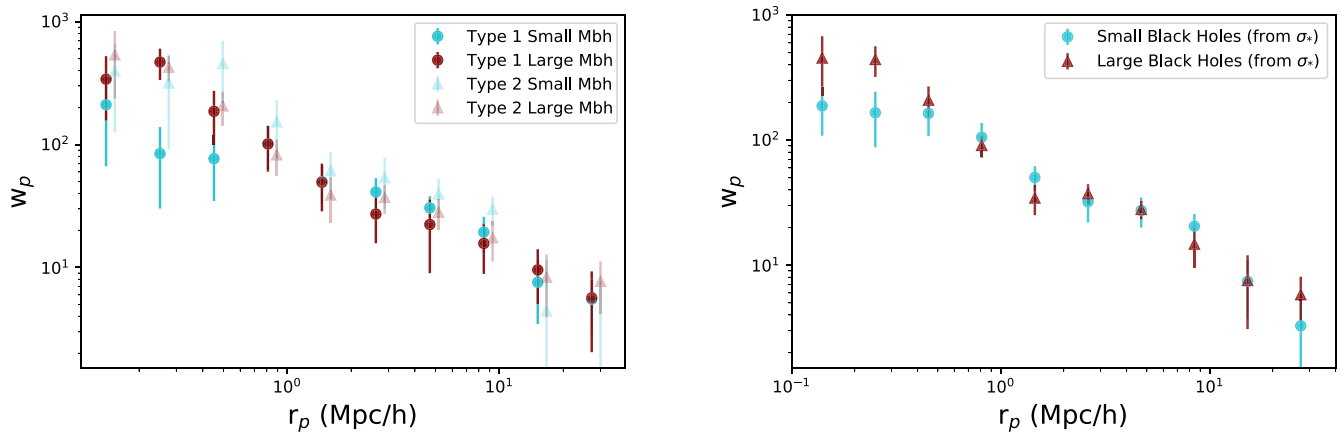 10³
10²
10¹
w_p
10⁰
10¹
r_p (Mpc/h)
Type 1 Small Mbh
Type 1 Large Mbh
Type 2 Small Mbh
Type 2 Large Mbh
10³
10²
10¹
w_p
10⁻¹
10⁰
10¹
r_p (Mpc/h)
Small Black Holes (from σ*)
Large Black Holes (from σ*)